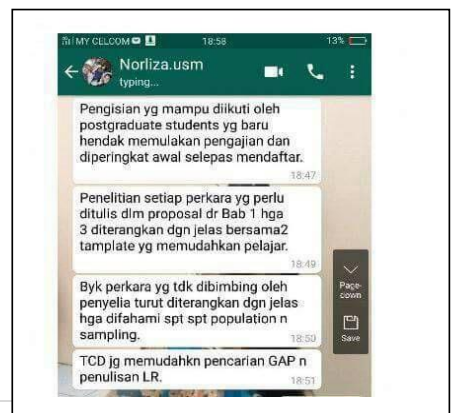 MY CELCOM 18:58 13%
Norliza.usm
typing...
Pengisian yg mampu diikuti oleh
postgraduate students yg baru
hendak memulakan pengajian dan
diperingkat awal selepas mendaftar.
18:47
Penelitian setiap perkara yg perlu
ditulis dlm proposal dr Bab 1 hga
3 diterangkan dgn jelas bersama2
tamplate yg memudahkan pelajar.
18:49
Byk perkara yg tdk dibimbing oleh
penyelia turut diterangkan dgn jelas
hga difahami spt spt population n
sampling.
18:50
Page-
down
Save
TCD jg memudahkn pencarian GAP n
penulisan LR.
18:51